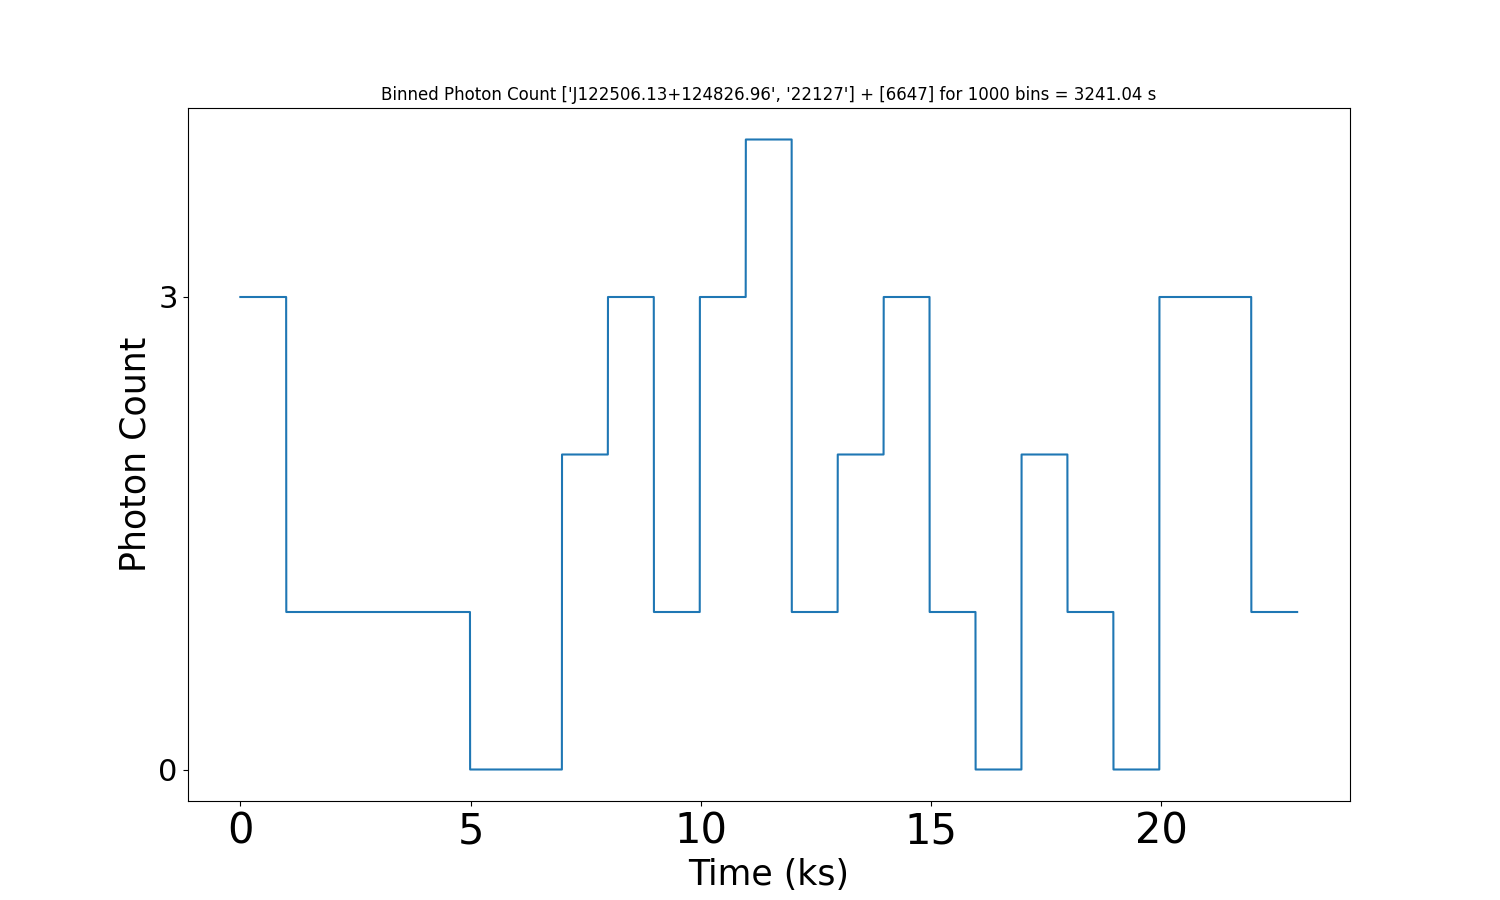 Binned Photon Count ['J122506.13+124826.96', '22127'] + [6647] for 1000 bins = 3241.04 s
Photon Count
3
0
0 5 10 15 20
Time (ks)